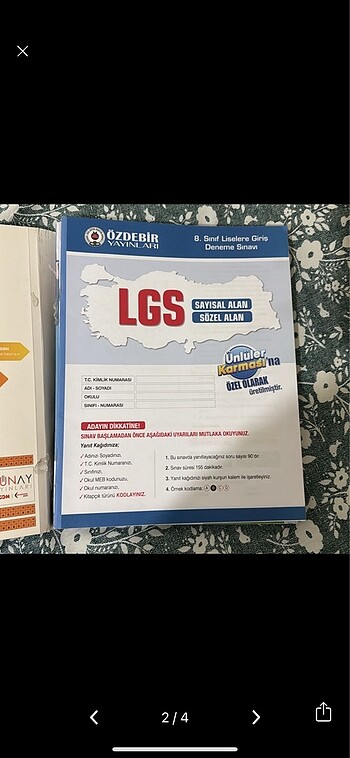 ÖZDEBİR
YAYINLARI
8. Sınıf Liselere Giriş
Deneme Sınavı
LGS
SAYISAL ALAN
SÖZEL ALAN
Ünlüler
Karması'na
ÖZEL OLARAK
üretilmiştir.
T.C. KİMLİK NUMARASI
ADI - SOYADI
OKULU
SINIFI - NUMARASI
ADAYIN DİKKATİNE!
SINAV BAŞLAMADAN ÖNCE AŞAĞIDAKİ UYARILARI MUTLAKA OKUYUNUZ.
Yanıt Kağıdınızı;
✓ Adınızı Soyadınızı,
✓ T.C. Kimlik Numaranızı,
✓ Sınıfınızı,
✓ Okul MEB kodunuzu,
✓ Okul numaranızı,
✓ Kitapçık türünü KODLAYINIZ.
1. Bu sınavda yanıtlayacağınız soru sayısı 90'dır.
2. Sınav süresi 155 dakikadır.
3. Yanıt kağıdınızı siyah kurşun kalem ile işaretleyiniz.
4. Örnek kodlama: A B C D
ÜNAY
YINLARI
2/4